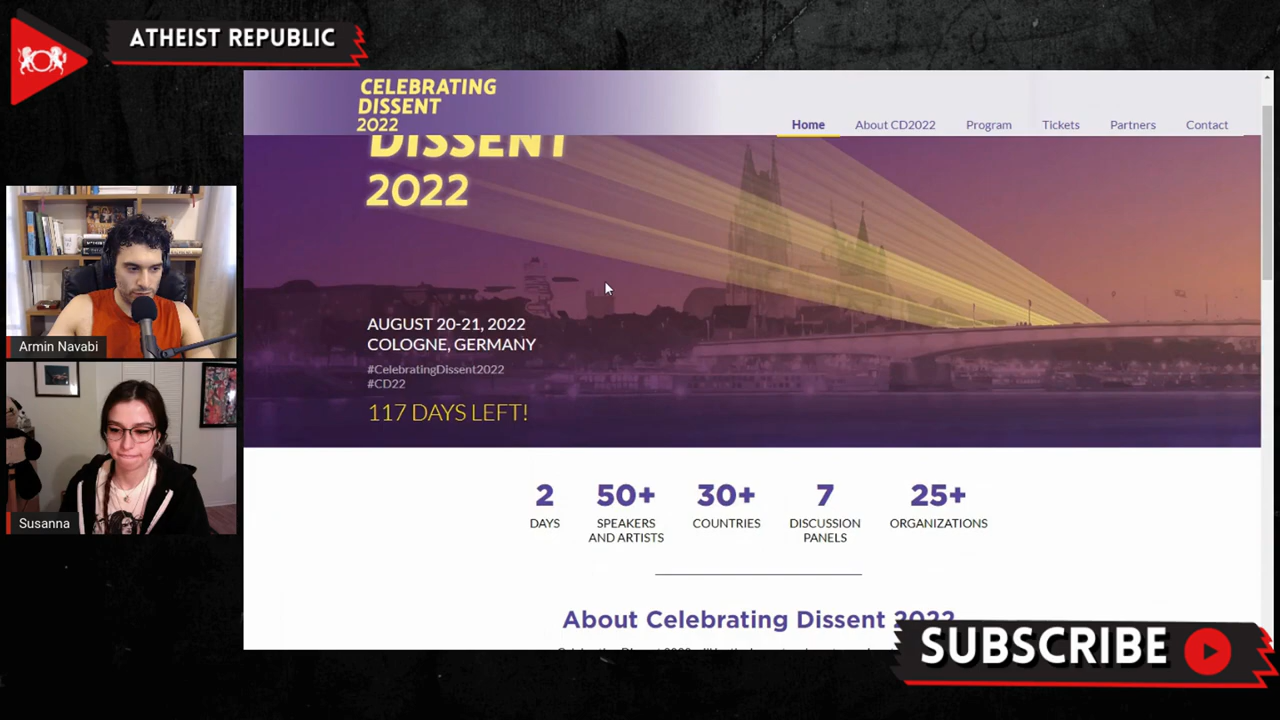 ATHEIST REPUBLIC
CELEBRATING
DISSENT
2022
Home About CD2022 Program Tickets Partners Contact
DISSENT
2022
AUGUST 20-21, 2022
COLOGNE, GERMANY
#CelebratingDissent2022
#CD22
117 DAYS LEFT!
Armin Navabi
Susanna
2 50+ 30+ 7 25+
DAYS SPEAKERS COUNTRIES DISCUSSION ORGANIZATIONS
AND ARTISTS PANELS
About Celebrating Dissent 2022
SUBSCRIBE